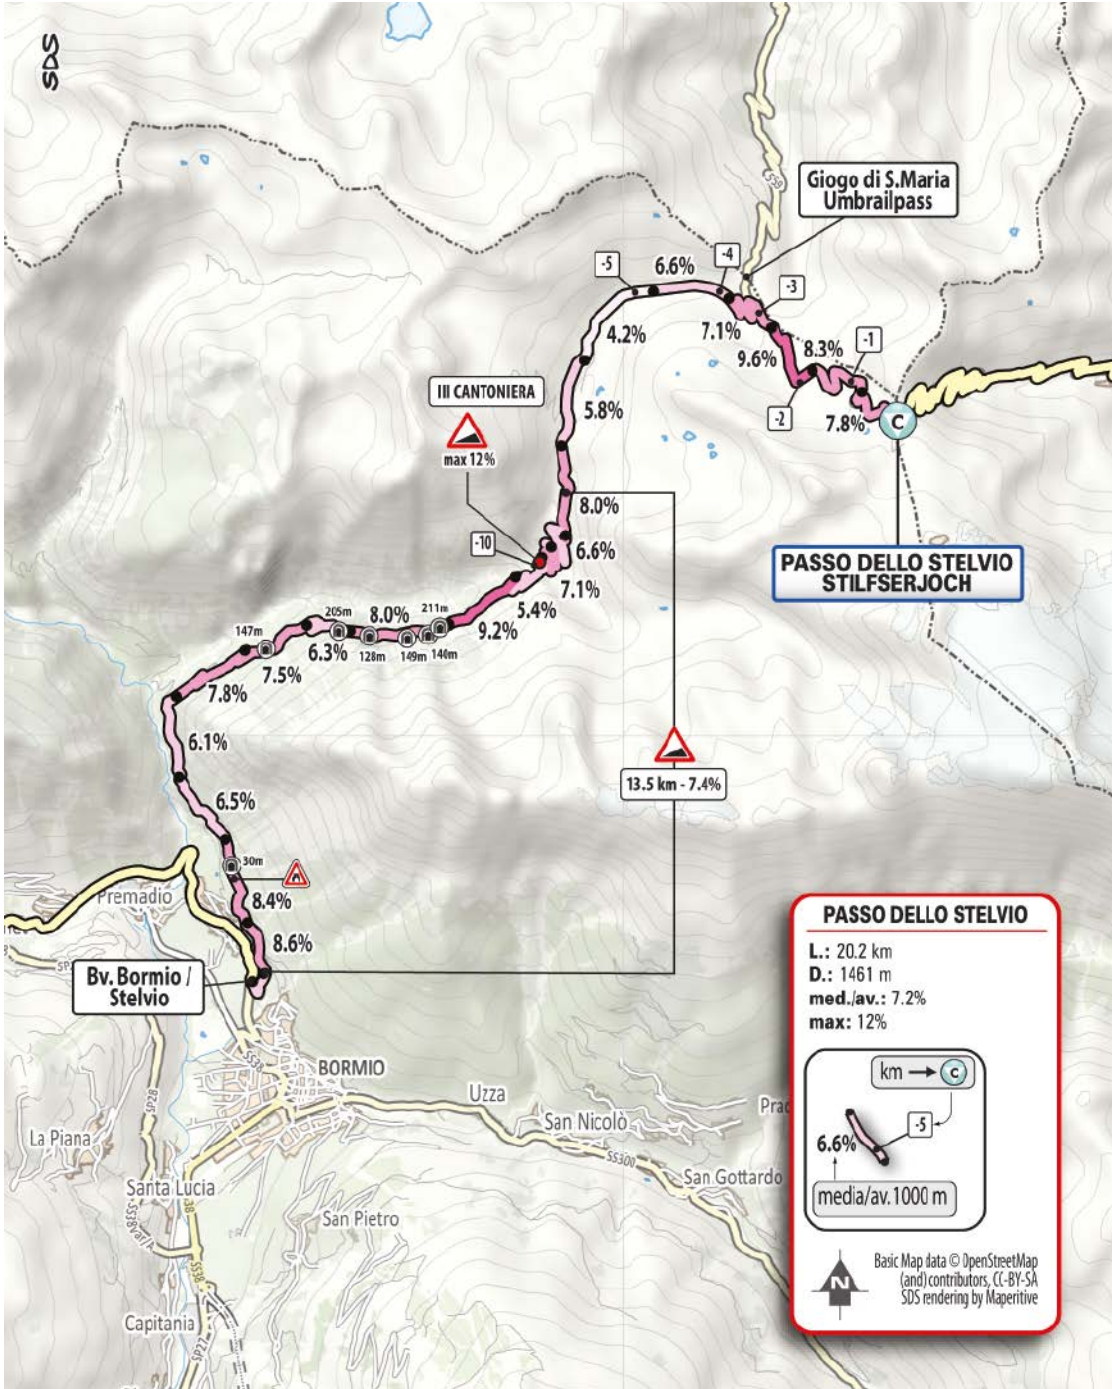 SDS
SS59
Giogo di S.Maria
Umbrailpass
-5
6.6%
-4
-3
4.2%
7.1%
9.6%
8.3%
-1
-2
7.8%
C
III CANTONIERA
max 12%
5.8%
8.0%
-10
6.6%
7.1%
5.4%
9.2%
PASSO DELLO STELVIO
STILFSERJOCH
205m
8.0%
211m
147m
6.3%
128m
149m
140m
7.5%
7.8%
6.1%
13.5 km - 7.4%
6.5%
30m
8.4%
Premadio
8.6%
Bv. Bormio /
Stelvio
BORMIO
SS38
SP28
Uzza
San Nicolò
La Piana
SS300
San Gottardo
Santa Lucia
San Pietro
SS38
Capitania
SP27
PASSO DELLO STELVIO
L.: 20.2 km
D.: 1461 m
med./av.: 7.2%
max: 12%
km → C
-5
6.6%
media/av. 1000 m
N
Basic Map data © OpenStreetMap
(and) contributors, CC-BY-SA
SDS rendering by Maperitive